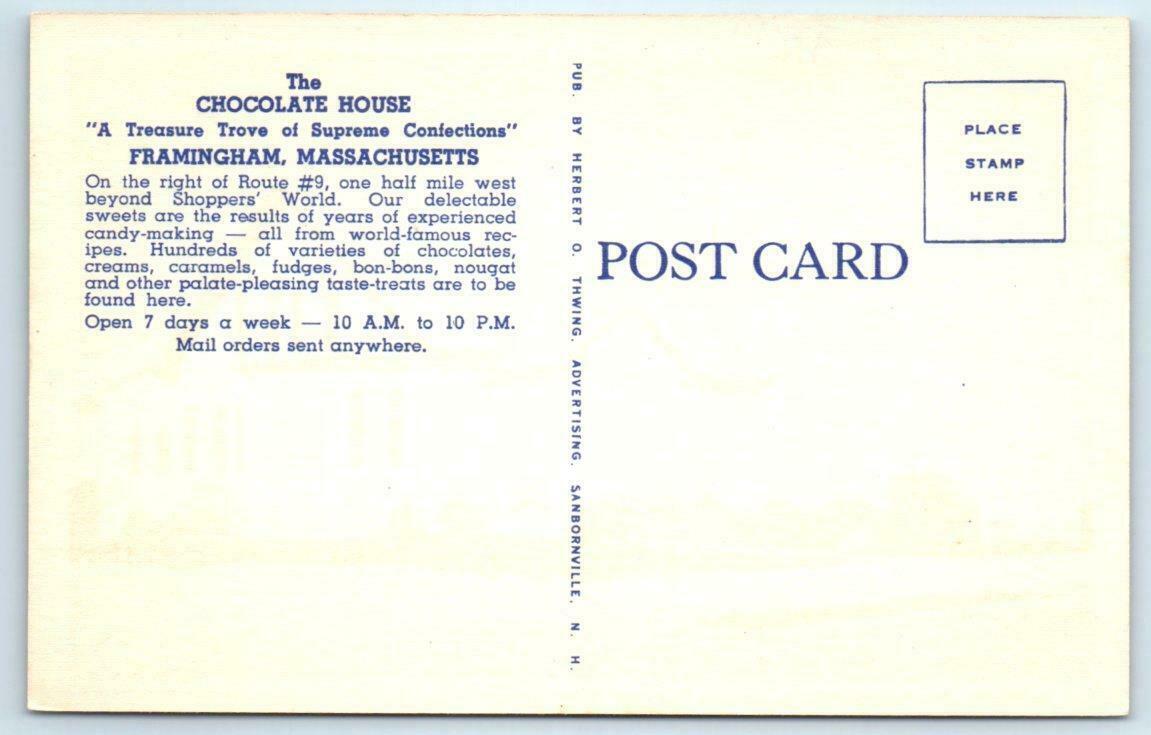 The
CHOCOLATE HOUSE
"A Treasure Trove of Supreme Confections"
FRAMINGHAM, MASSACHUSETTS
On the right of Route #9, one half mile west
beyond Shoppers' World. Our delectable
sweets are the results of years of experienced
candy-making — all from world-famous rec-
ipes. Hundreds of varieties of chocolates,
creams, caramels, fudges, bon-bons, nougat
and other palate-pleasing taste-treats are to be
found here.
Open 7 days a week — 10 A.M. to 10 P.M.
Mail orders sent anywhere.
PUB. BY HERBERT O. THWING. ADVERTISING. SANBORNVILLE. N. H.
POST CARD
PLACE
STAMP
HERE